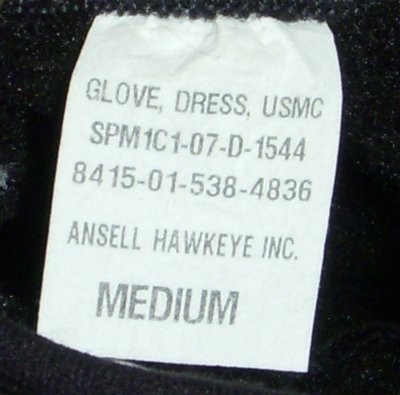 GLOVE, DRESS, USMC
SPM1C1-07-D-1544
8415-01-538-4836
ANSELL HAWKEYE INC.
MEDIUM